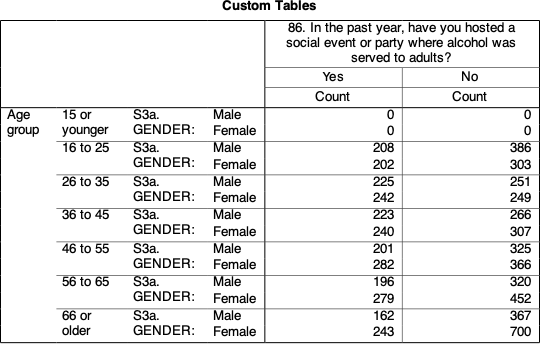 Custom Tables
86. In the past year, have you hosted a
social event or party where alcohol was
served to adults?
Yes No
Count Count
Age 15 or S3a. Male 0 0
group younger GENDER: Female 0 0
16 to 25 S3a. Male 208 386
GENDER: Female 202 303
26 to 35 S3a. Male 225 251
GENDER: Female 242 249
36 to 45 S3a. Male 223 266
GENDER: Female 240 307
46 to 55 S3a. Male 201 325
GENDER: Female 282 366
56 to 65 S3a. Male 196 320
GENDER: Female 279 452
66 or S3a. Male 162 367
older GENDER: Female 243 700